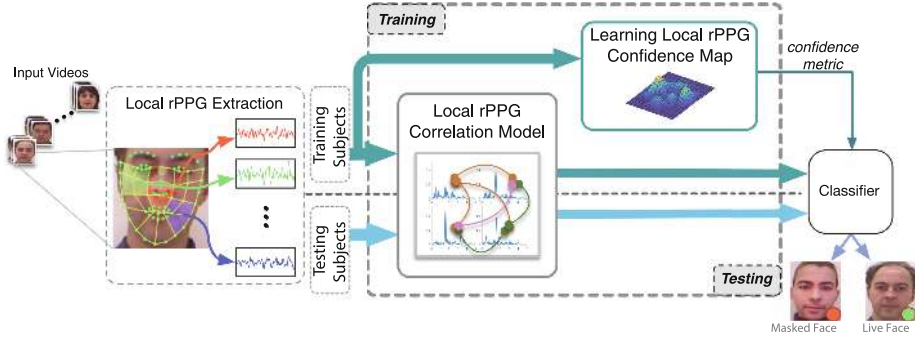 Training
Input Videos
Local rPPG Extraction
Training
Subjects
Testing
Subjects
Local rPPG
Correlation Model
Learning Local rPPG
Confidence Map
confidence
metric
Classifier
Testing
Masked Face
Live Face